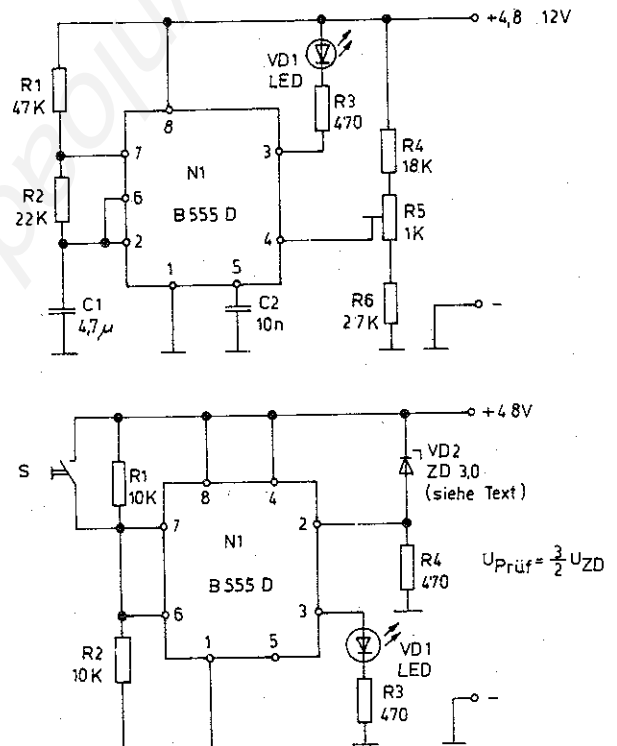 +4,8 12V
VD1
LED
R1
47K
R3
470
8
7
3
R4
18K
N1
R2
22K
6
R5
1K
B555 D
2
4
1
5
C1
4,7µ
C2
10n
R6
2.7K
-
+4.8V
S
R1
10K
8
4
VD2
ZD 3,0
(siehe Text)
7
N1
2
B555 D
R4
470
UPrüf = 3/2 UZD
6
3
1
5
R2
10K
VD1
LED
R3
470
-